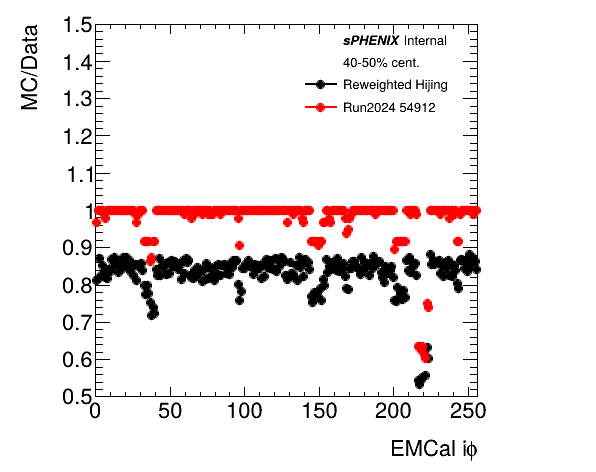 MC/Data
1.5
1.4
1.3
1.2
1.1
1
0.9
0.8
0.7
0.6
0.5
0 50 100 150 200 250
EMCal iϕ
sPHENIX Internal
40-50% cent.
Reweighted Hijing
Run2024 54912